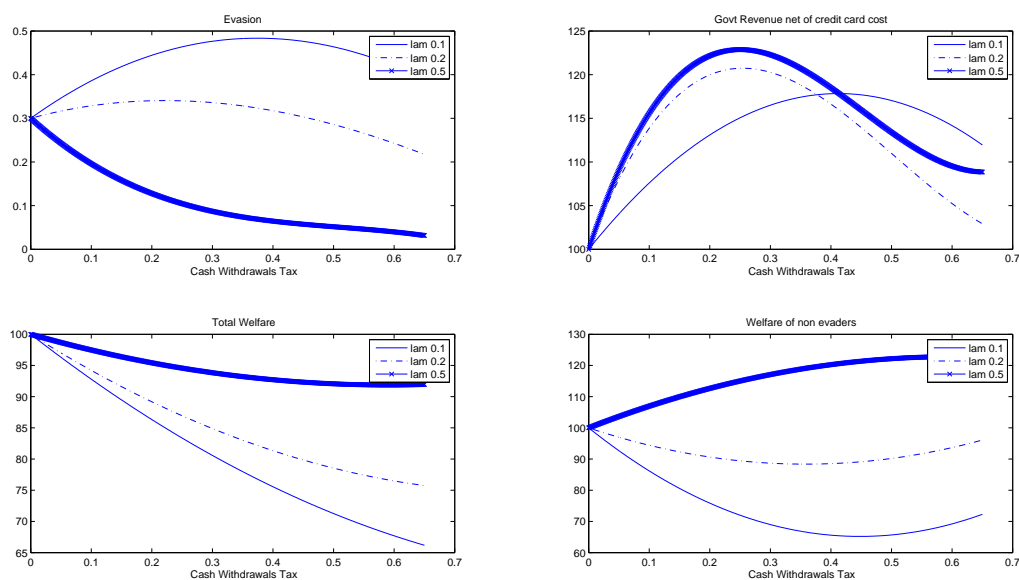 Evasion
0.5
0.4
0.3
0.2
0.1
0
0 0.1 0.2 0.3 0.4 0.5 0.6 0.7
Cash Withdrawals Tax
lam 0.1
lam 0.2
lam 0.5
Govt Revenue net of credit card cost
125
120
115
110
105
100
0 0.1 0.2 0.3 0.4 0.5 0.6 0.7
Cash Withdrawals Tax
lam 0.1
lam 0.2
lam 0.5
Total Welfare
100
95
90
85
80
75
70
65
0 0.1 0.2 0.3 0.4 0.5 0.6 0.7
Cash Withdrawals Tax
lam 0.1
lam 0.2
lam 0.5
Welfare of non evaders
130
120
110
100
90
80
70
60
0 0.1 0.2 0.3 0.4 0.5 0.6 0.7
Cash Withdrawals Tax
lam 0.1
lam 0.2
lam 0.5